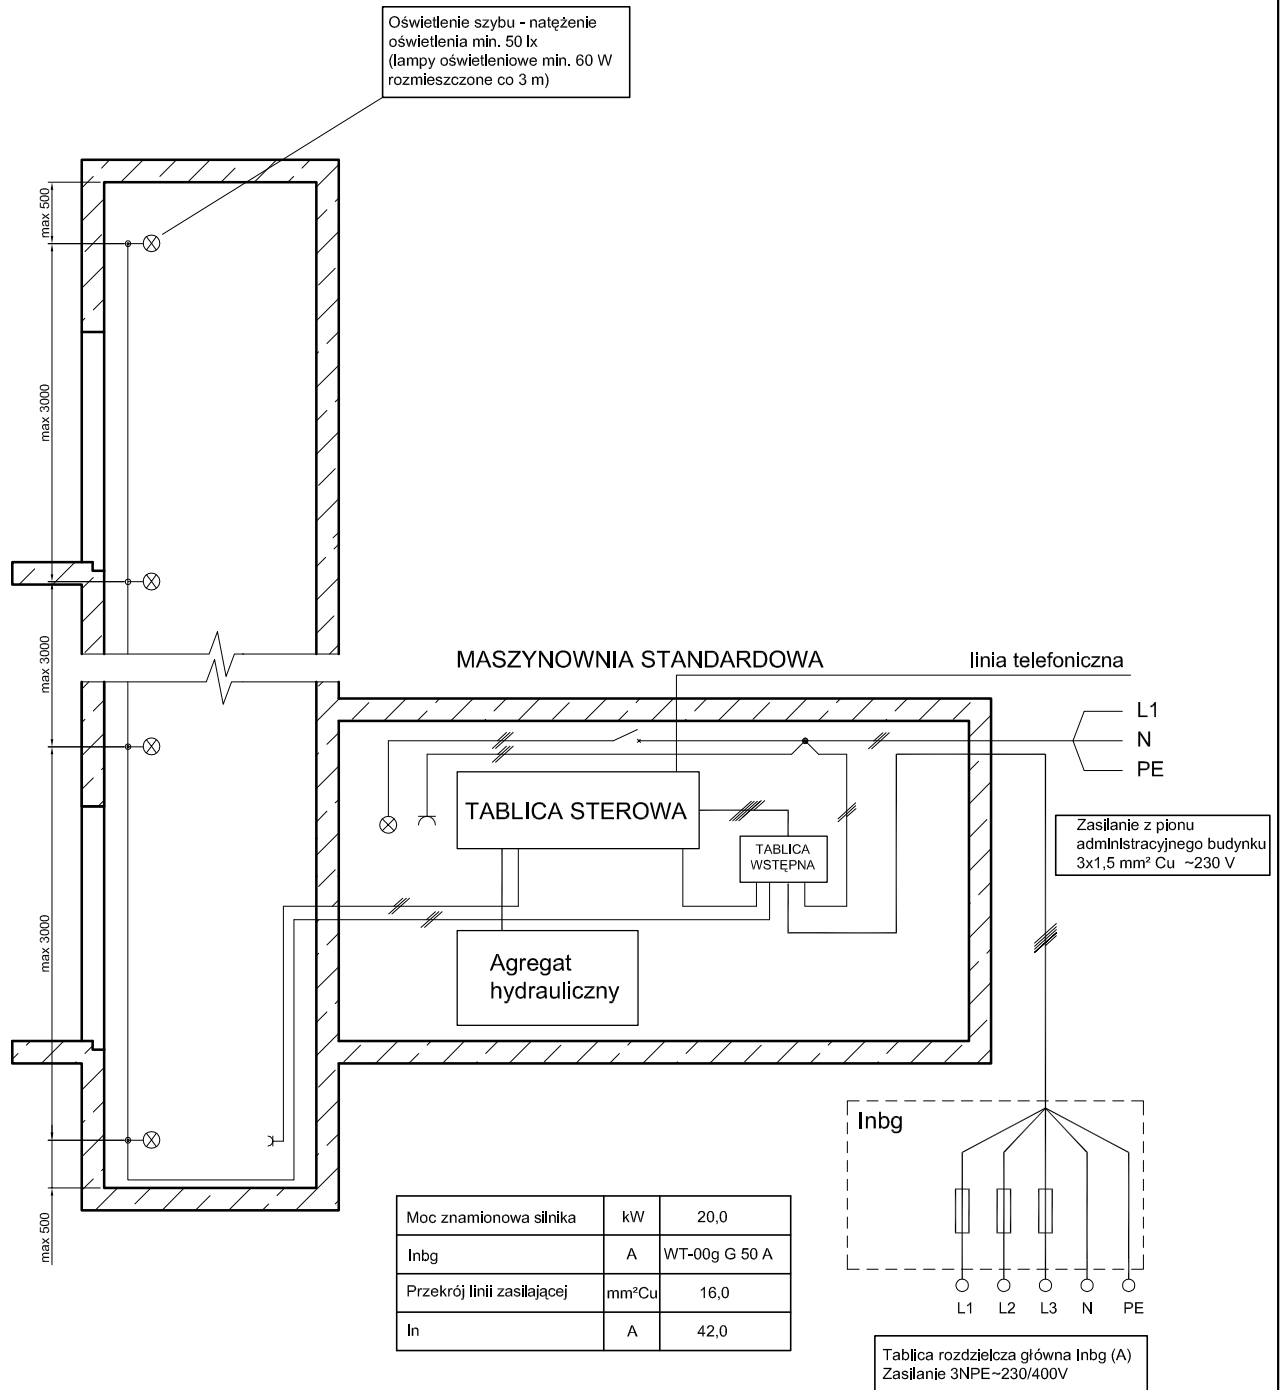 Oświetlenie szybu - natężenie
oświetlenia min. 50 lx
(lampy oświetleniowe min. 60 W
rozmieszczone co 3 m)
max 500
max 3000
max 3000
max 3000
max 500
MASZYNOWNIA STANDARDOWA
linia telefoniczna
L1
N
PE
TABLICA STEROWA
TABLICA
WSTĘPNA
Zasilanie z pionu
administracyjnego budynku
3x1,5 mm² Cu ~230 V
Agregat
hydrauliczny
Inbg
L1 L2 L3 N PE
Moc znamionowa silnika kW 20,0
Inbg A WT-00g G 50 A
Przekrój linii zasilającej mm²Cu 16,0
In A 42,0
Tablica rozdzielcza główna Inbg (A)
Zasilanie 3NPE~230/400V